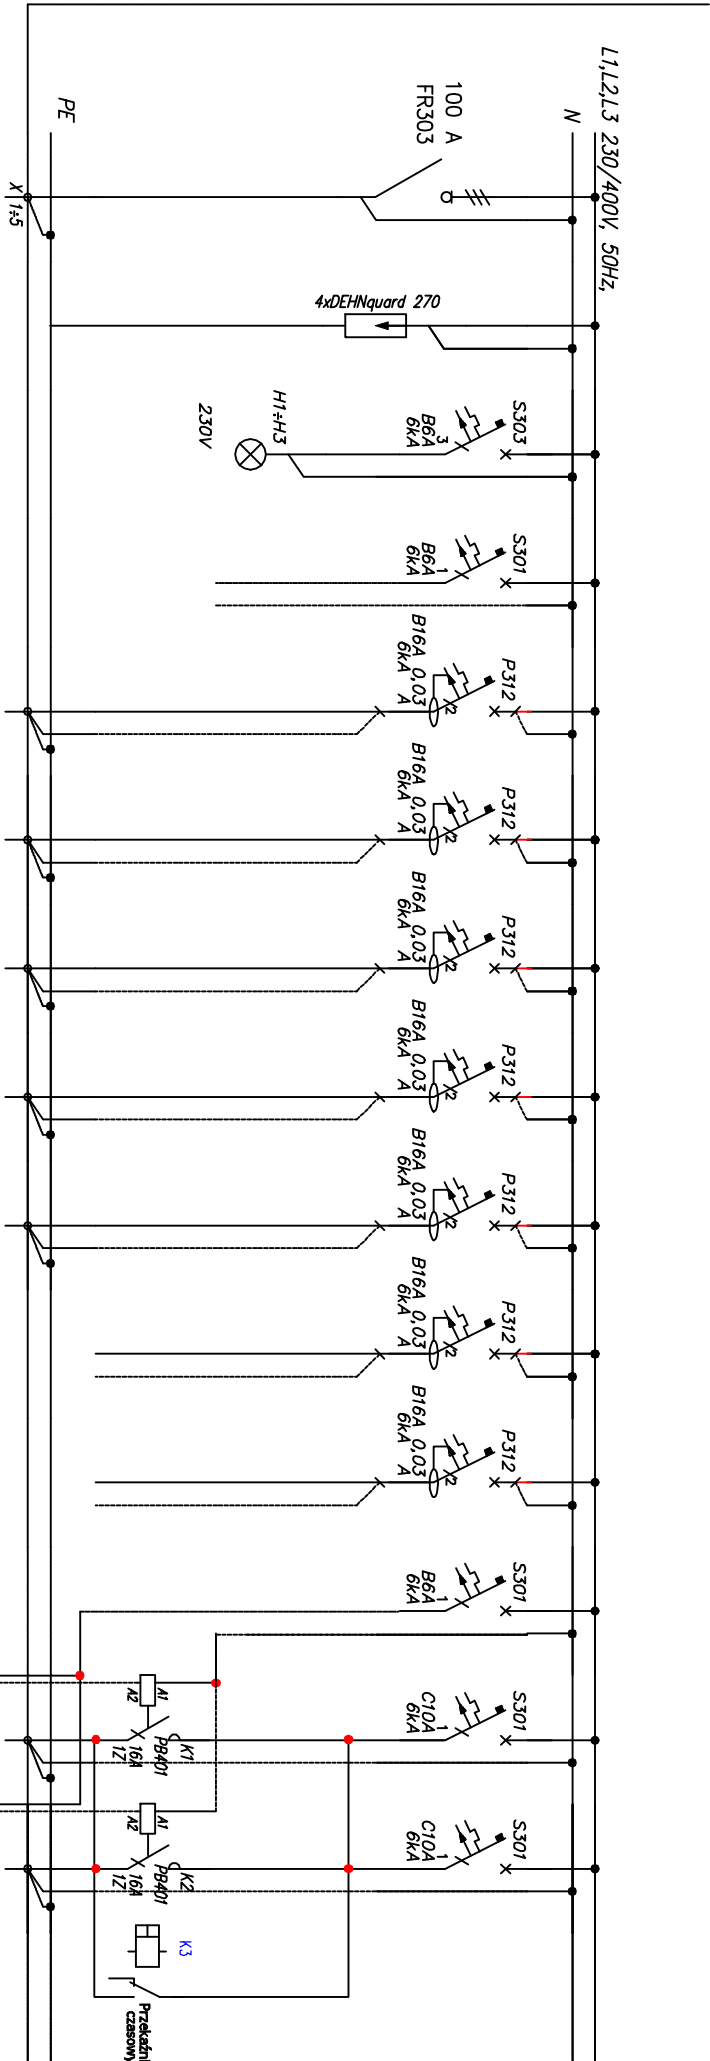 L1,L2,L3 230/400V, 50Hz,
N
PE
100 A
FR303
X 1÷5
4xDEHNguard 270
S303
B6A 3
6kA
H1÷H3
230V
S301
B6A 1
6kA
P312
B16A 0,03 2
6kA A
P312
B16A 0,03 2
6kA A
P312
B16A 0,03 2
6kA A
P312
B16A 0,03 2
6kA A
P312
B16A 0,03 2
6kA A
P312
B16A 0,03 2
6kA A
P312
B16A 0,03 2
6kA A
S301
B6A 1
6kA
S301
C10A 1
6kA
A1
A2
K1
PB401
16A
1Z
S301
C10A 1
6kA
A1
A2
K2
PB401
16A
1Z
K3
czasowy